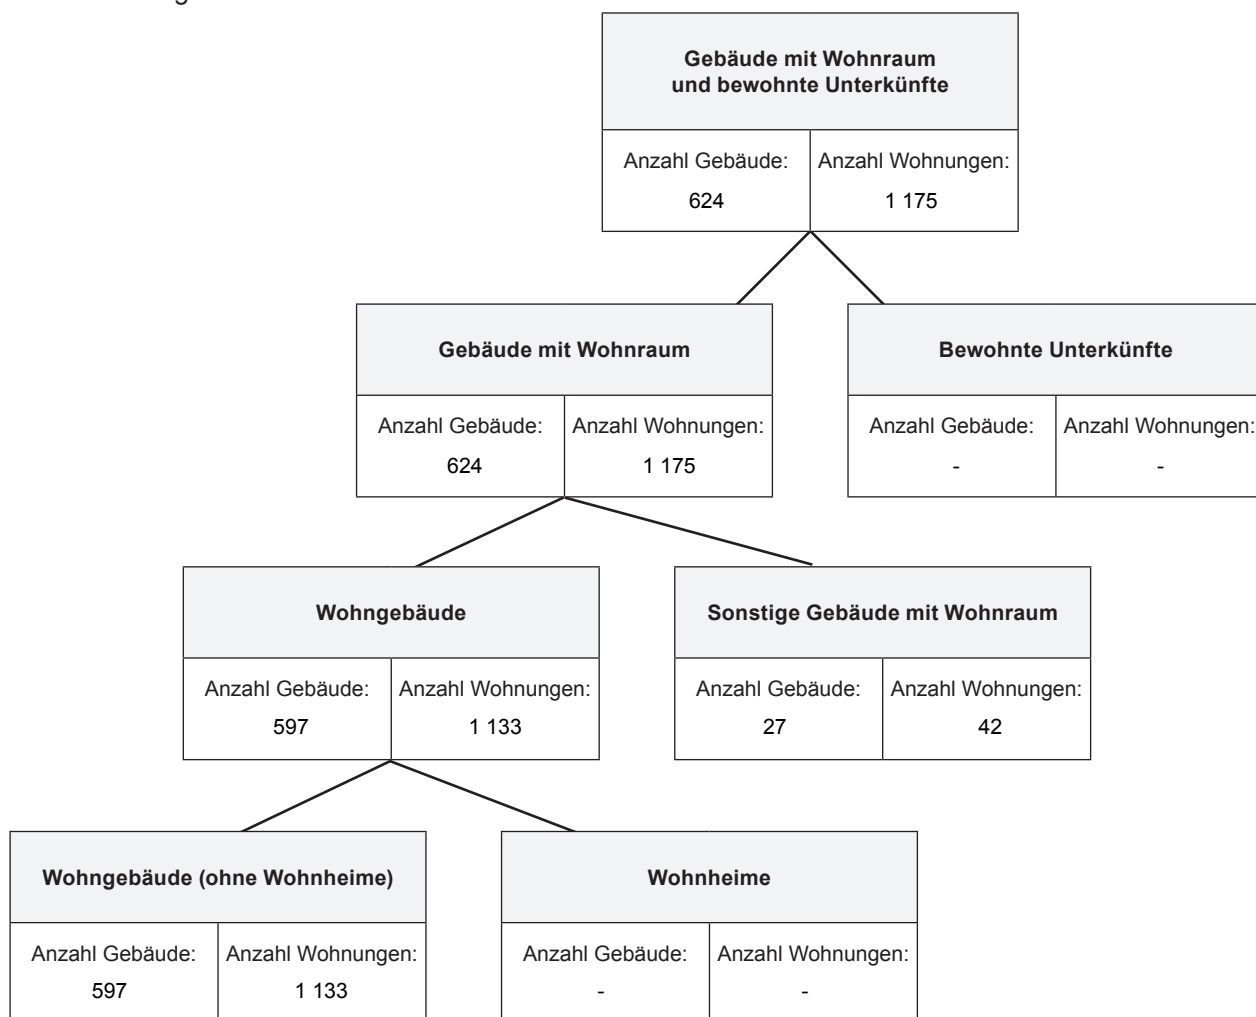 Gebäude mit Wohnraum
und bewohnte Unterkünfte
Anzahl Gebäude:
624
Anzahl Wohnungen:
1 175
Gebäude mit Wohnraum
Anzahl Gebäude:
624
Anzahl Wohnungen:
1 175
Bewohnte Unterkünfte
Anzahl Gebäude:
-
Anzahl Wohnungen:
-
Wohngebäude
Anzahl Gebäude:
597
Anzahl Wohnungen:
1 133
Sonstige Gebäude mit Wohnraum
Anzahl Gebäude:
27
Anzahl Wohnungen:
42
Wohngebäude (ohne Wohnheime)
Anzahl Gebäude:
597
Anzahl Wohnungen:
1 133
Wohnheime
Anzahl Gebäude:
-
Anzahl Wohnungen:
-